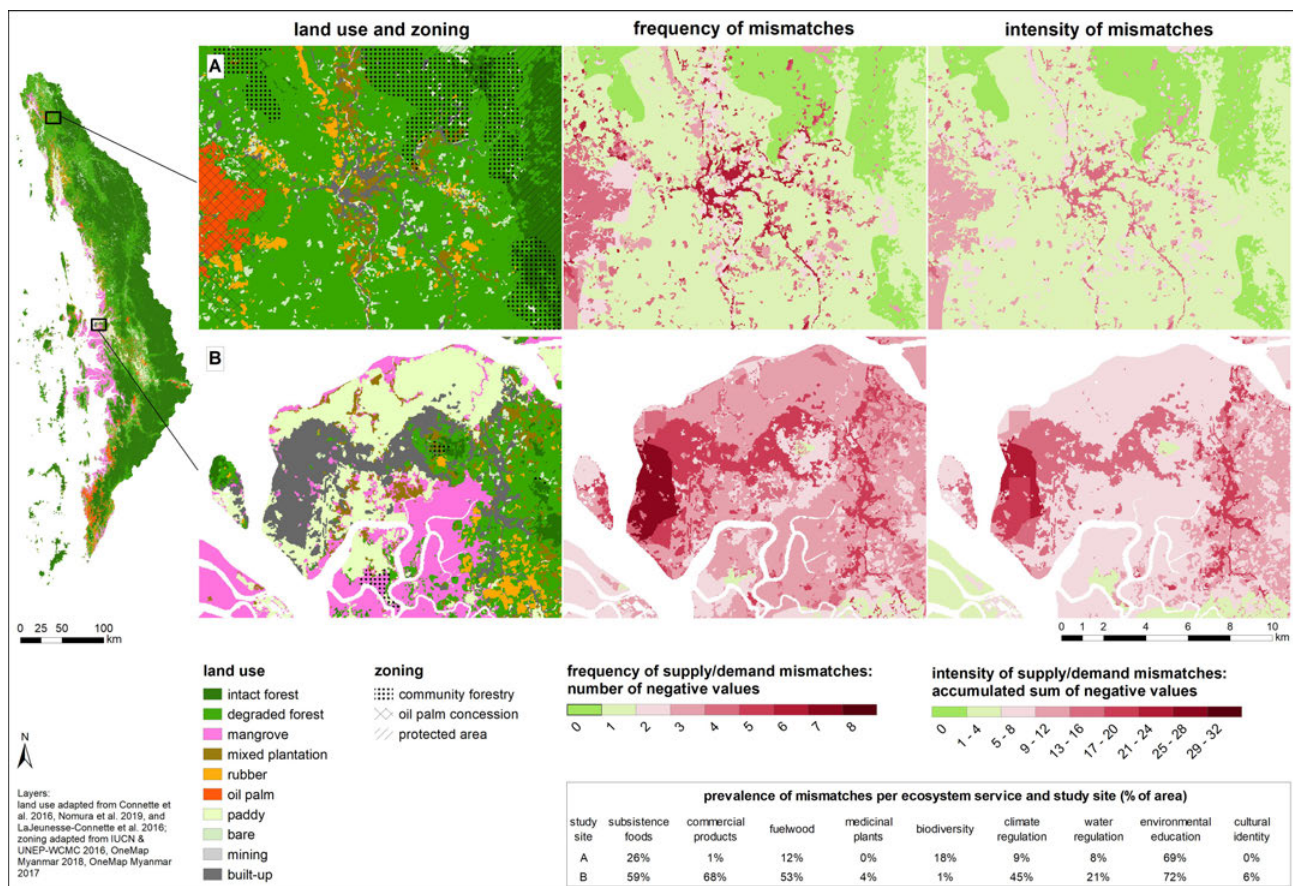 land use and zoning
frequency of mismatches
intensity of mismatches
A
B
0 25 50 100
km
0 1 2 4 6 8 10
km
N
Layers:
land use adapted from Connette et
al. 2016, Nomura et al. 2019, and
LaJeunesse-Connette et al. 2016;
zoning adapted from IUCN &
UNEP-WCMC 2016, OneMap
Myanmar 2018, OneMap Myanmar
2017
land use
intact forest
degraded forest
mangrove
mixed plantation
rubber
oil palm
paddy
bare
mining
built-up
zoning
community forestry
oil palm concession
protected area
frequency of supply/demand mismatches:
number of negative values
0 1 2 3 4 5 6 7 8
intensity of supply/demand mismatches:
accumulated sum of negative values
0 1 - 4 5 - 8 9 - 12 13 - 16 17 - 20 21 - 24 25 - 28 29 - 32
prevalence of mismatches per ecosystem service and study site (% of area)
study site subsistence foods commercial products fuelwood medicinal plants biodiversity climate regulation water regulation environmental education cultural identity
A 26% 1% 12% 0% 18% 9% 8% 69% 0%
B 59% 68% 53% 4% 1% 45% 21% 72% 6%